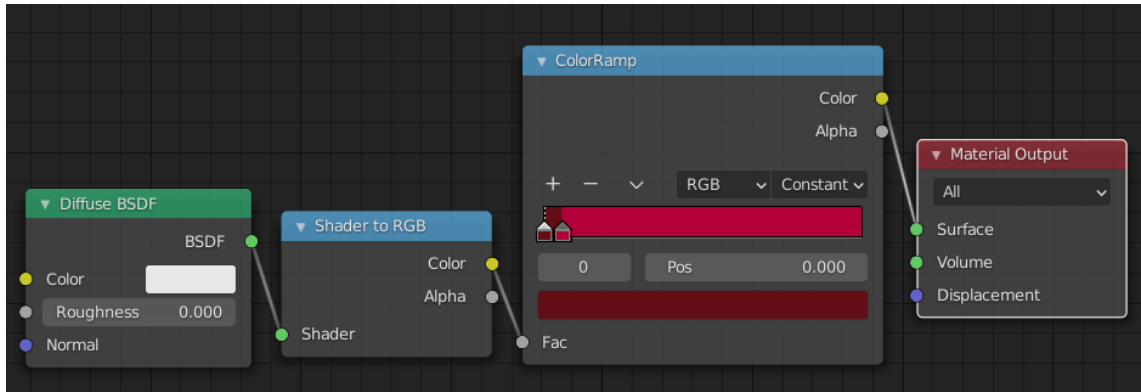 Diffuse BSDF
BSDF
Color
Roughness 0.000
Normal
Shader to RGB
Color
Alpha
Shader
ColorRamp
Color
Alpha
RGB Constant
0 Pos 0.000
Fac
Material Output
All
Surface
Volume
Displacement